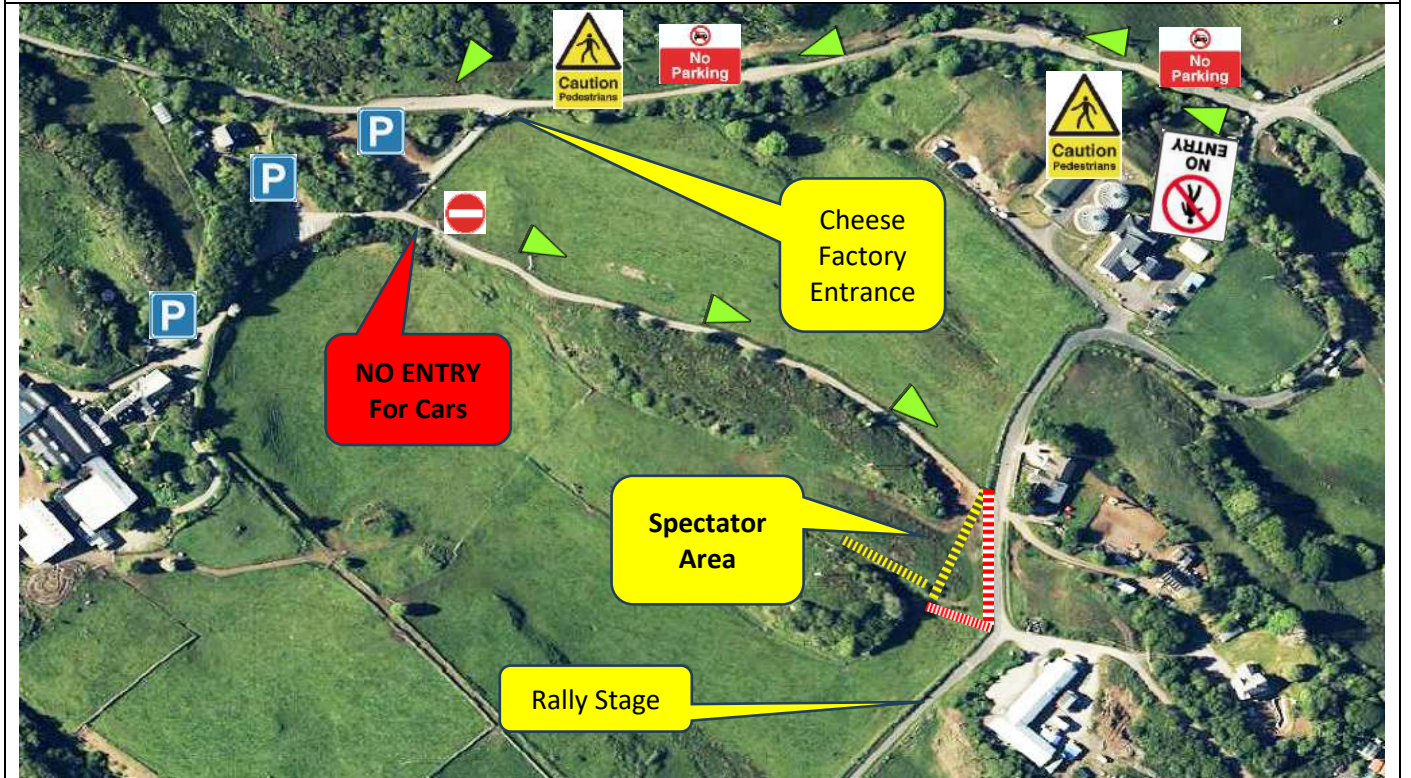 Caution
Pedestrians
No
Parking
No
Parking
Caution
Pedestrians
NO
ENTRY
P
P
P
Cheese
Factory
Entrance
NO ENTRY
For Cars
Spectator
Area
Rally Stage